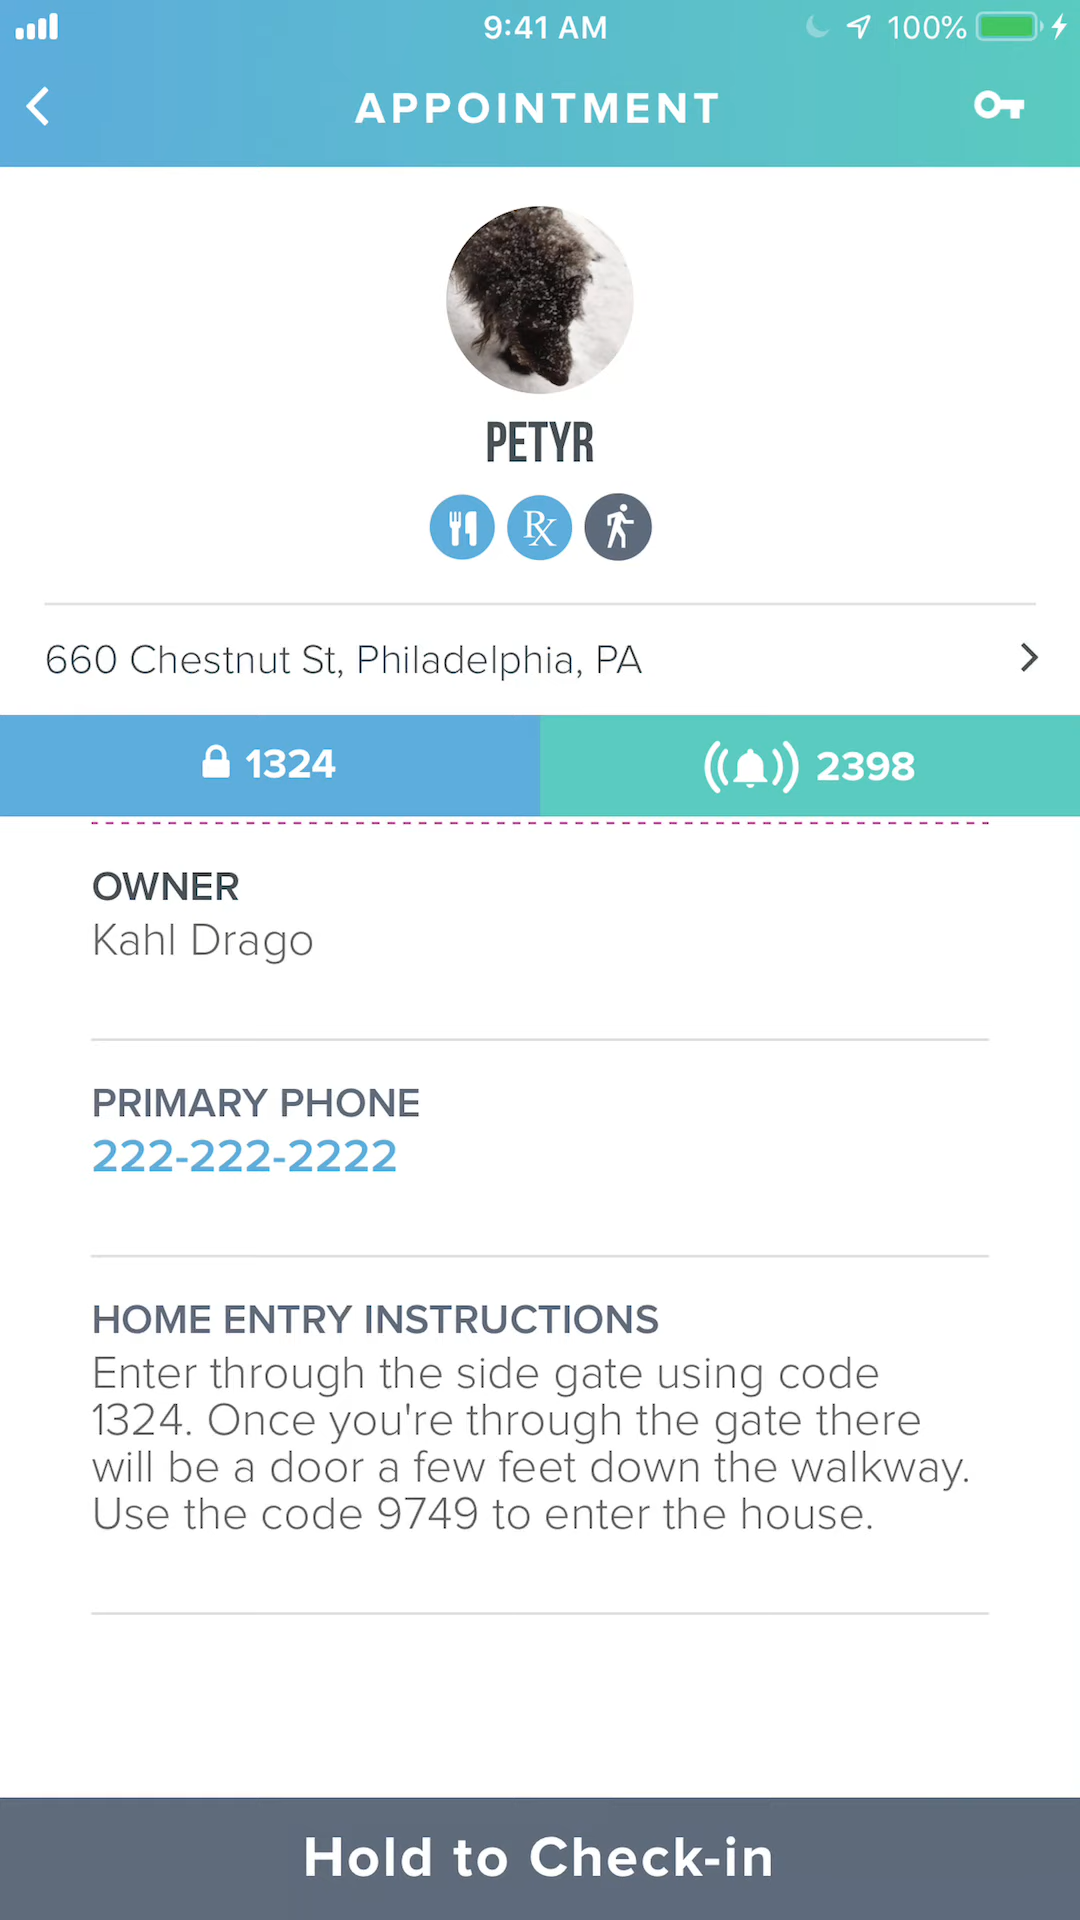 9:41 AM
100%
APPOINTMENT
PETYR
Rx
660 Chestnut St, Philadelphia, PA
1324
2398
OWNER
Kahl Drago
PRIMARY PHONE
222-222-2222
HOME ENTRY INSTRUCTIONS
Enter through the side gate using code
1324. Once you're through the gate there
will be a door a few feet down the walkway.
Use the code 9749 to enter the house.
Hold to Check-in